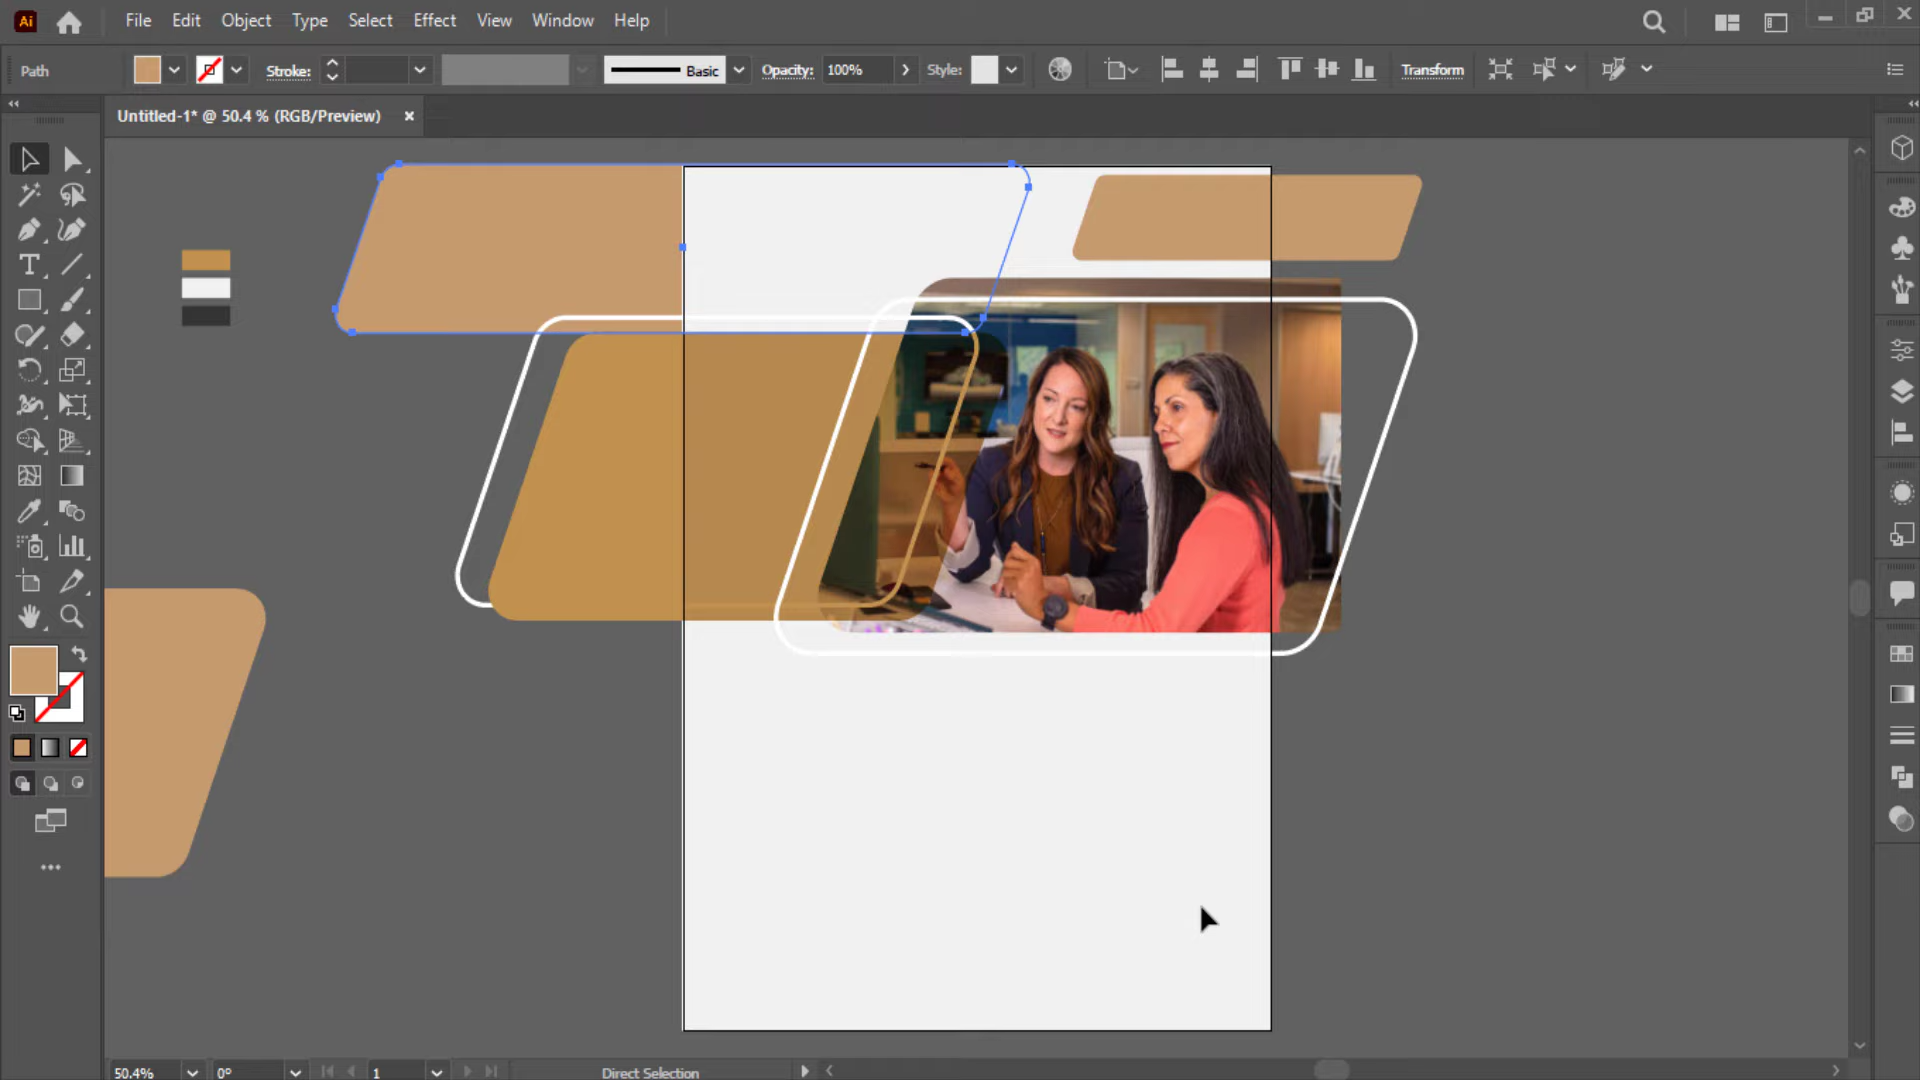 Ai File Edit Object Type Select Effect View Window Help
Path Stroke: Basic Opacity: 100% Style: Transform
Untitled-1* @ 50.4 % (RGB/Preview) ×
50.4% 0° 1 Direct Selection